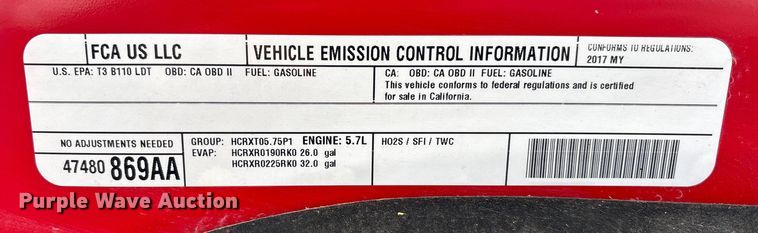 FCA US LLC
VEHICLE EMISSION CONTROL INFORMATION
CONFORMS TO REGULATIONS:
2017 MY
U.S. EPA: T3 B110 LDT OBD: CA OBD II FUEL: GASOLINE
CA: OBD: CA OBD II FUEL: GASOLINE
This vehicle conforms to federal regulations and is certified
for sale in California.
NO ADJUSTMENTS NEEDED
47480 869AA
GROUP: HCRXT05.75P1 ENGINE: 5.7L
EVAP: HCRXR0190RK0 26.0 gal
HCRXR0225RK0 32.0 gal
HO2S / SFI / TWC
Purple Wave Auction